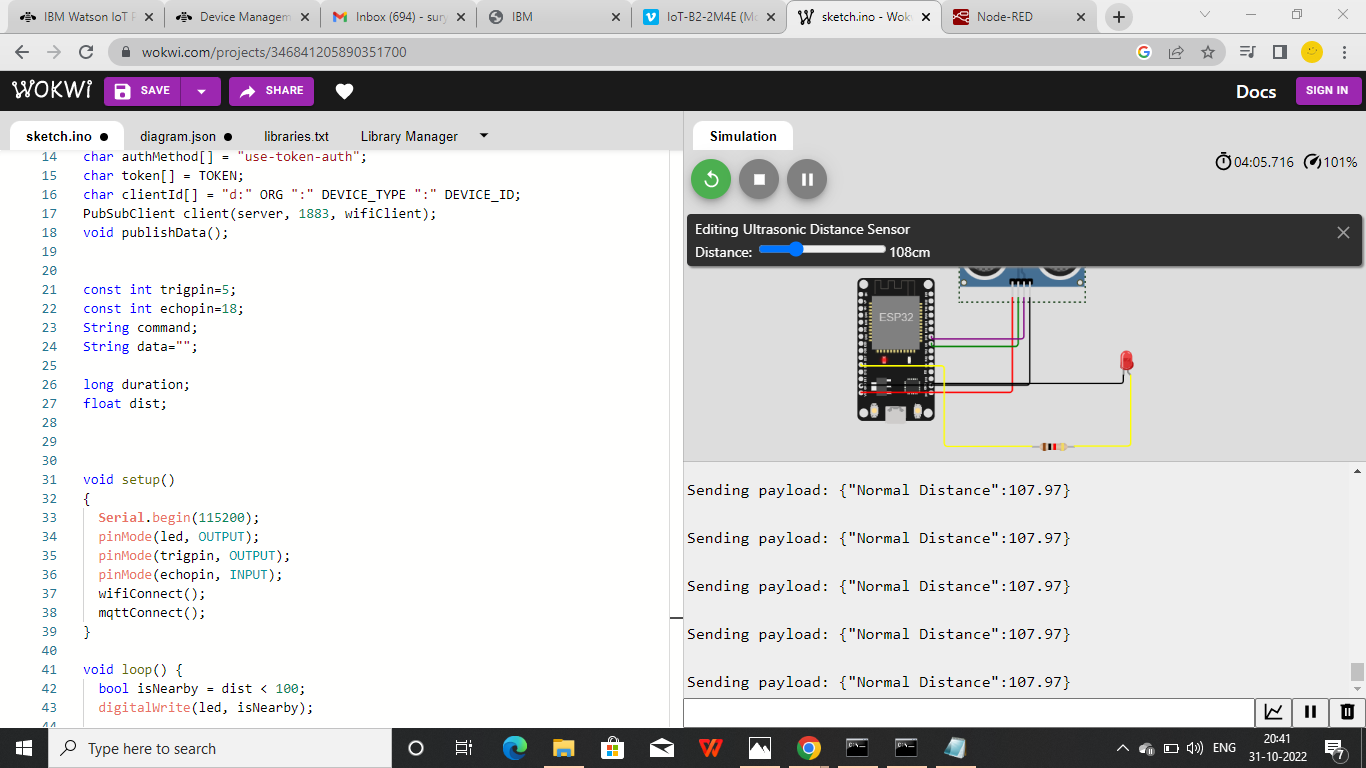 IBM Watson IoT P
Device Managem
Inbox (694) - sury
IBM
IoT-B2-2M4E (Mo
sketch.ino - Wok
Node-RED
wokwi.com/projects/346841205890351700
WOKWi
SAVE
SHARE
Docs
SIGN IN
sketch.ino
diagram.json
libraries.txt
Library Manager
14 char authMethod[] = "use-token-auth";
15 char token[] = TOKEN;
16 char clientId[] = "d:" ORG ":" DEVICE_TYPE ":" DEVICE_ID;
17 PubSubClient client(server, 1883, wifiClient);
18 void publishData();
19
20
21 const int trigpin=5;
22 const int echopin=18;
23 String command;
24 String data="";
25
26 long duration;
27 float dist;
28
29
30
31 void setup()
32 {
33 Serial.begin(115200);
34 pinMode(led, OUTPUT);
35 pinMode(trigpin, OUTPUT);
36 pinMode(echopin, INPUT);
37 wifiConnect();
38 mqttConnect();
39 }
40
41 void loop() {
42 bool isNearby = dist < 100;
43 digitalWrite(led, isNearby);
44
Simulation
04:05.716
101%
Editing Ultrasonic Distance Sensor
Distance: 108cm
ESP32
Sending payload: {"Normal Distance":107.97}
Sending payload: {"Normal Distance":107.97}
Sending payload: {"Normal Distance":107.97}
Sending payload: {"Normal Distance":107.97}
Sending payload: {"Normal Distance":107.97}
Type here to search
ENG
20:41
31-10-2022
7